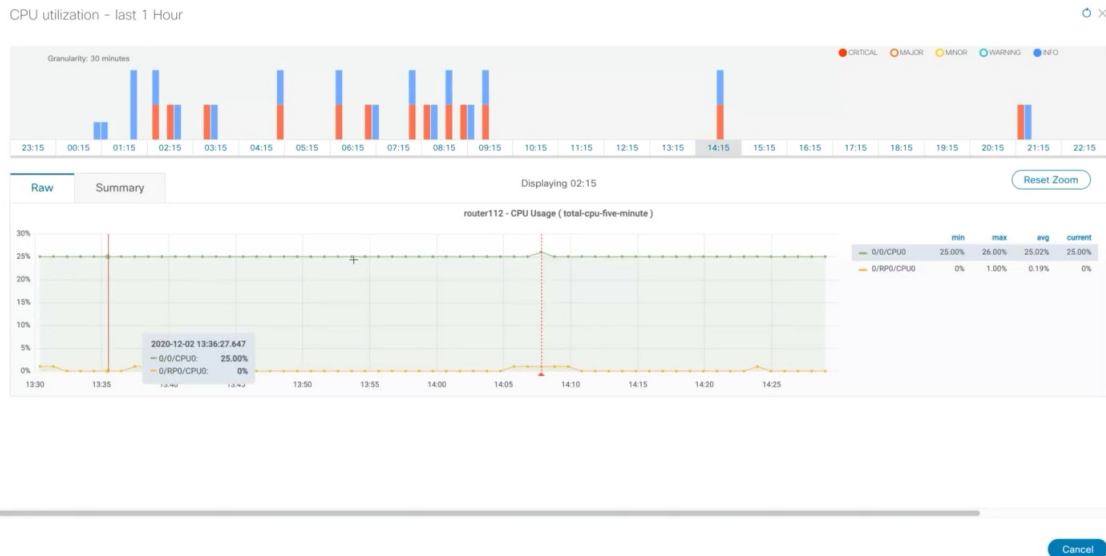 CPU utilization - last 1 Hour
Granularity: 30 minutes
CRITICAL MAJOR MINOR WARNING INFO
23:15 00:15 01:15 02:15 03:15 04:15 05:15 06:15 07:15 08:15 09:15 10:15 11:15 12:15 13:15 14:15 15:15 16:15 17:15 18:15 19:15 20:15 21:15 22:15
Raw Summary Displaying 02:15 Reset Zoom
router112 - CPU Usage ( total-cpu-five-minute )
30%
25%
20%
15%
10%
5%
0%
13:30 13:35 13:40 13:45 13:50 13:55 14:00 14:05 14:10 14:15 14:20 14:25
2020-12-02 13:36:27.647
0/0/CPU0: 25.00%
0/RP0/CPU0: 0%
min max avg current
0/0/CPU0 25.00% 26.00% 25.02% 25.00%
0/RP0/CPU0 0% 1.00% 0.19% 0%
Cancel